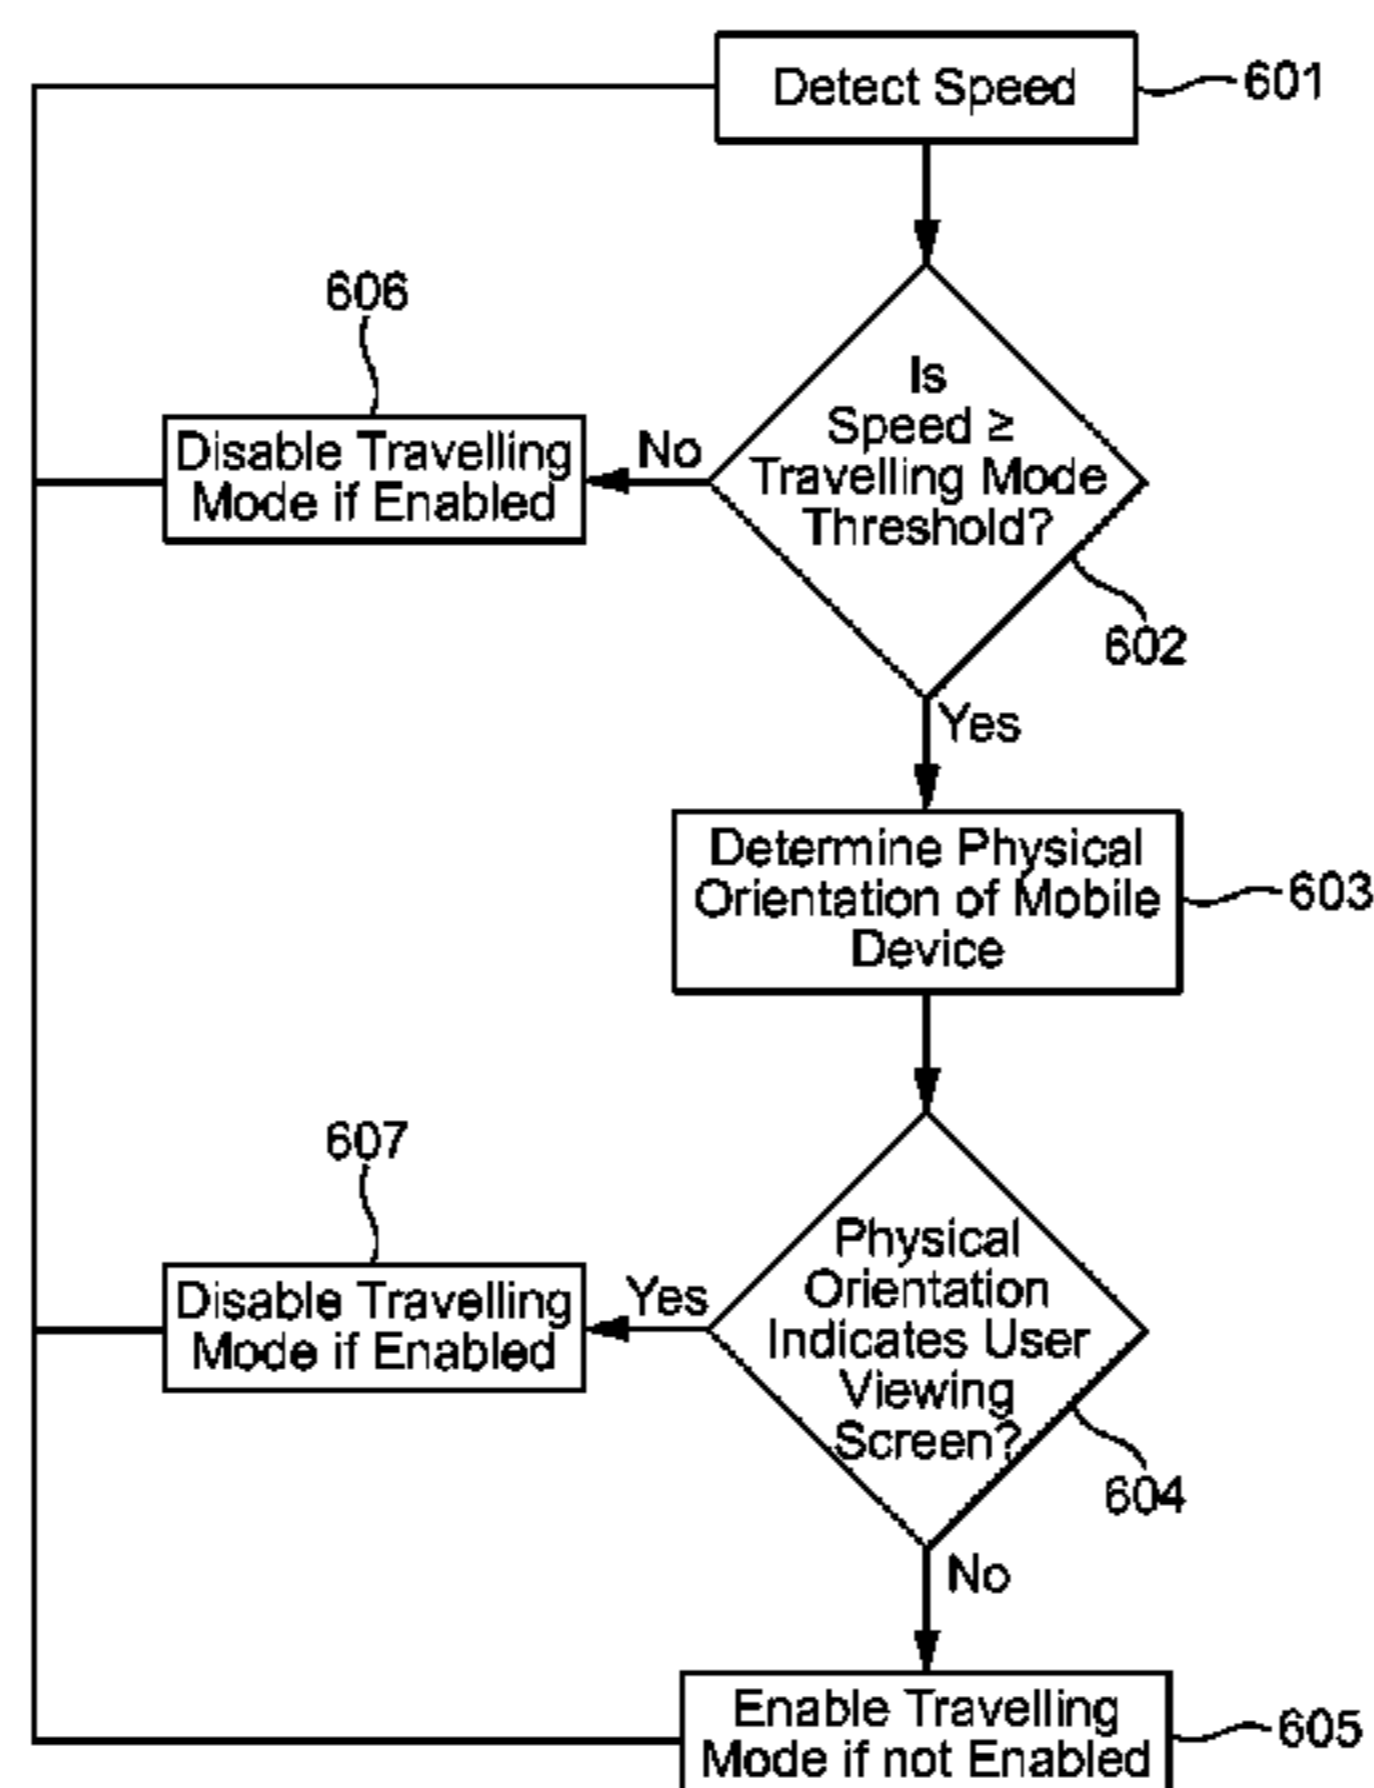 Detect Speed
601
606
Is
Speed ≥
Travelling Mode
Threshold?
Disable Travelling
Mode if Enabled
No
602
Yes
Determine Physical
Orientation of Mobile
Device
603
607
Physical
Orientation
Indicates User
Viewing
Screen?
Disable Travelling
Mode if Enabled
Yes
604
No
Enable Travelling
Mode if not Enabled
605